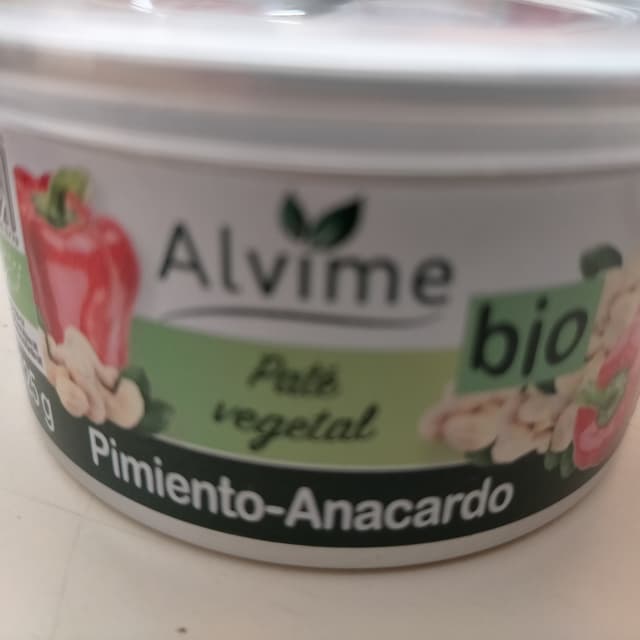 Alvime
bio
Paté
vegetal
Pimiento-Anacardo